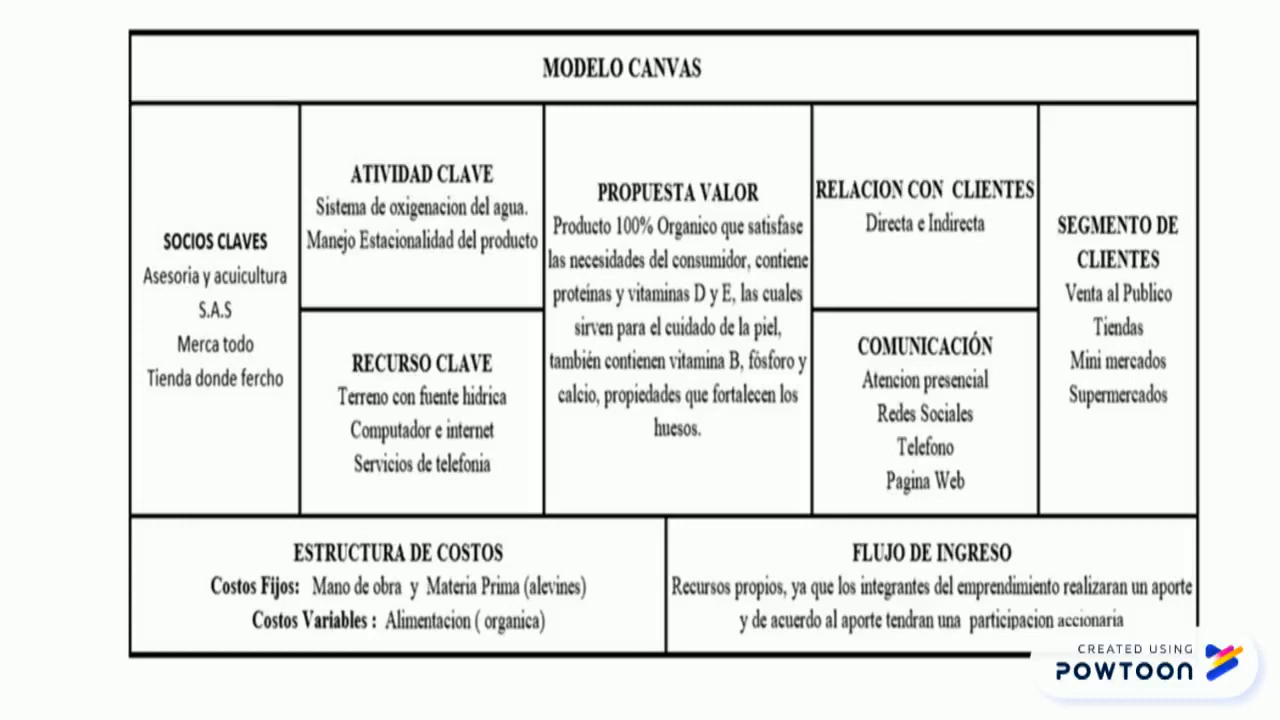 MODELO CANVAS
SOCIOS CLAVES
Asesoria y acuicultura
S.A.S
Merca todo
Tienda donde fercho
ATIVIDAD CLAVE
Sistema de oxigenacion del agua.
Manejo Estacionalidad del producto
RECURSO CLAVE
Terreno con fuente hidrica
Computador e internet
Servicios de telefonia
PROPUESTA VALOR
Producto 100% Organico que satisfase
las necesidades del consumidor, contiene
proteínas y vitaminas D y E, las cuales
sirven para el cuidado de la piel,
también contienen vitamina B, fósforo y
calcio, propiedades que fortalecen los
huesos.
RELACION CON CLIENTES
Directa e Indirecta
COMUNICACIÓN
Atencion presencial
Redes Sociales
Telefono
Pagina Web
SEGMENTO DE
CLIENTES
Venta al Publico
Tiendas
Mini mercados
Supermercados
ESTRUCTURA DE COSTOS
Costos Fijos: Mano de obra y Materia Prima (alevines)
Costos Variables : Alimentacion ( organica)
FLUJO DE INGRESO
Recursos propios, ya que los integrantes del emprendimiento realizaran un aporte
y de acuerdo al aporte tendran una participacion accionaria
CREATED USING
POWTOON